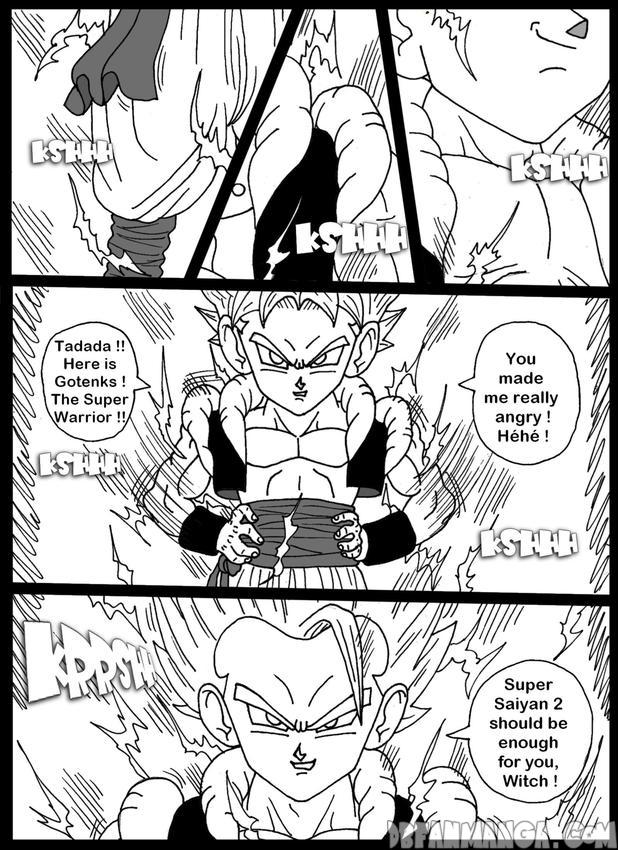 KSHHH
KSHHH
KSHHH
Tadada !!
Here is
Gotenks !
The Super
Warrior !!
You
made
me really
angry !
Héhé !
KSHHH
KSHHH
KRRSHH
Super
Saiyan 2
should be
enough
for you,
Witch !
DBFANMANGA.COM